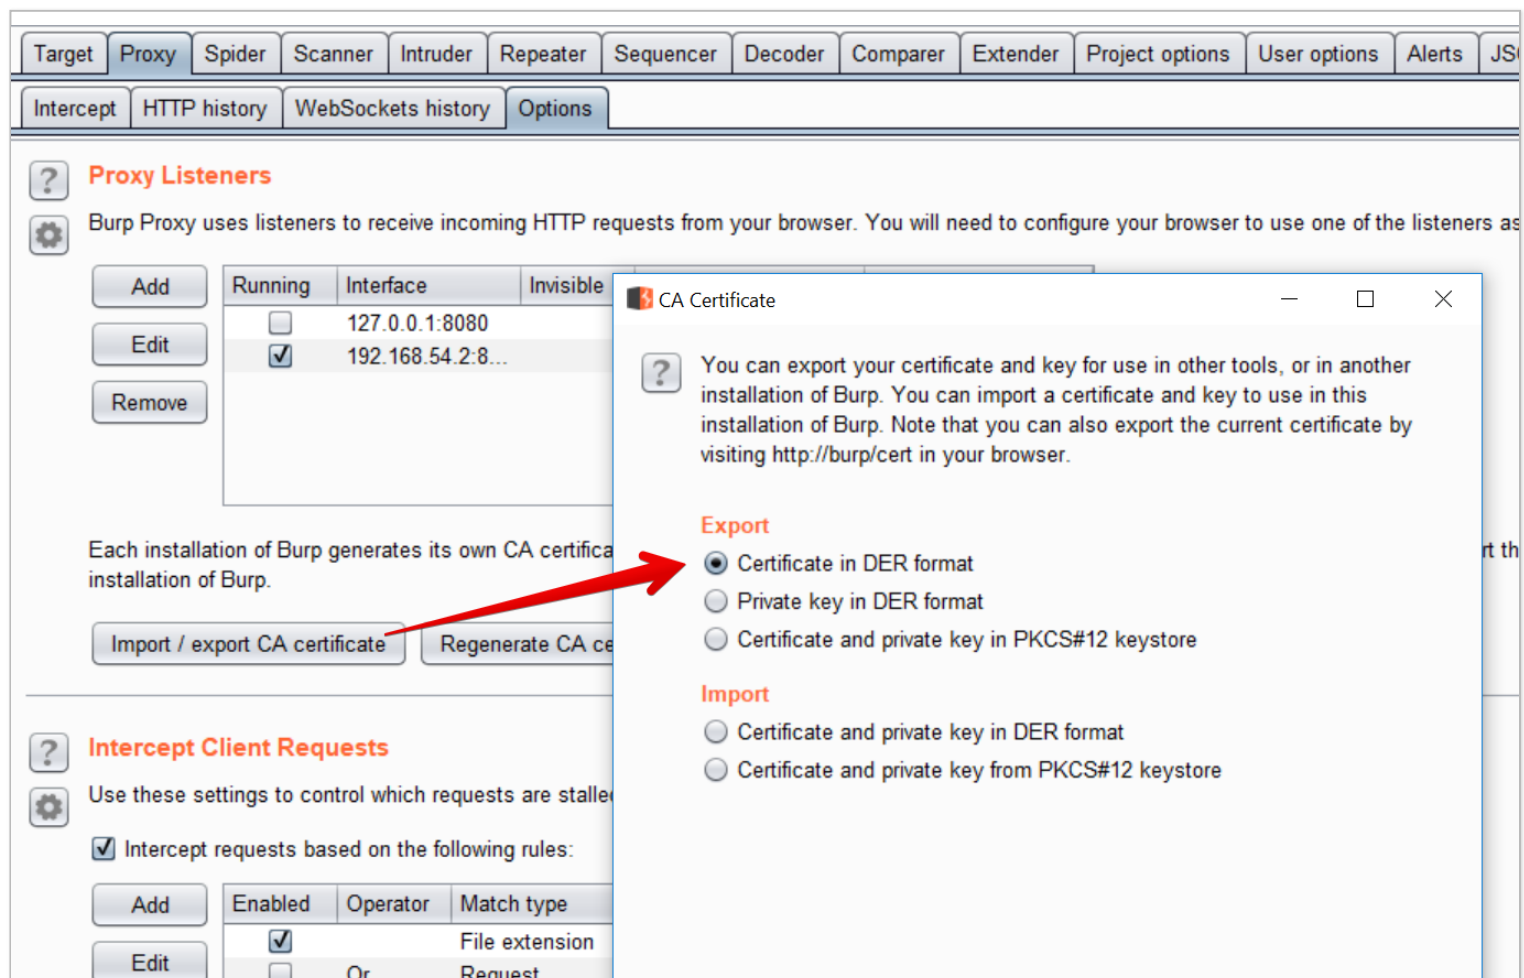 Target Proxy Spider Scanner Intruder Repeater Sequencer Decoder Comparer Extender Project options User options Alerts
Intercept HTTP history WebSockets history Options
? Proxy Listeners
Burp Proxy uses listeners to receive incoming HTTP requests from your browser. You will need to configure your browser to use one of the listeners as
Add Running Interface Invisible
127.0.0.1:8080
Edit 192.168.54.2:8...
Remove
CA Certificate
? You can export your certificate and key for use in other tools, or in another
installation of Burp. You can import a certificate and key to use in this
installation of Burp. Note that you can also export the current certificate by
visiting http://burp/cert in your browser.
Export
Certificate in DER format
Private key in DER format
Certificate and private key in PKCS#12 keystore
Import
Certificate and private key in DER format
Certificate and private key from PKCS#12 keystore
Each installation of Burp generates its own CA certifica
installation of Burp.
Import / export CA certificate Regenerate CA ce
? Intercept Client Requests
Use these settings to control which requests are stalle
Intercept requests based on the following rules:
Add Enabled Operator Match type
File extension
Edit Or Request